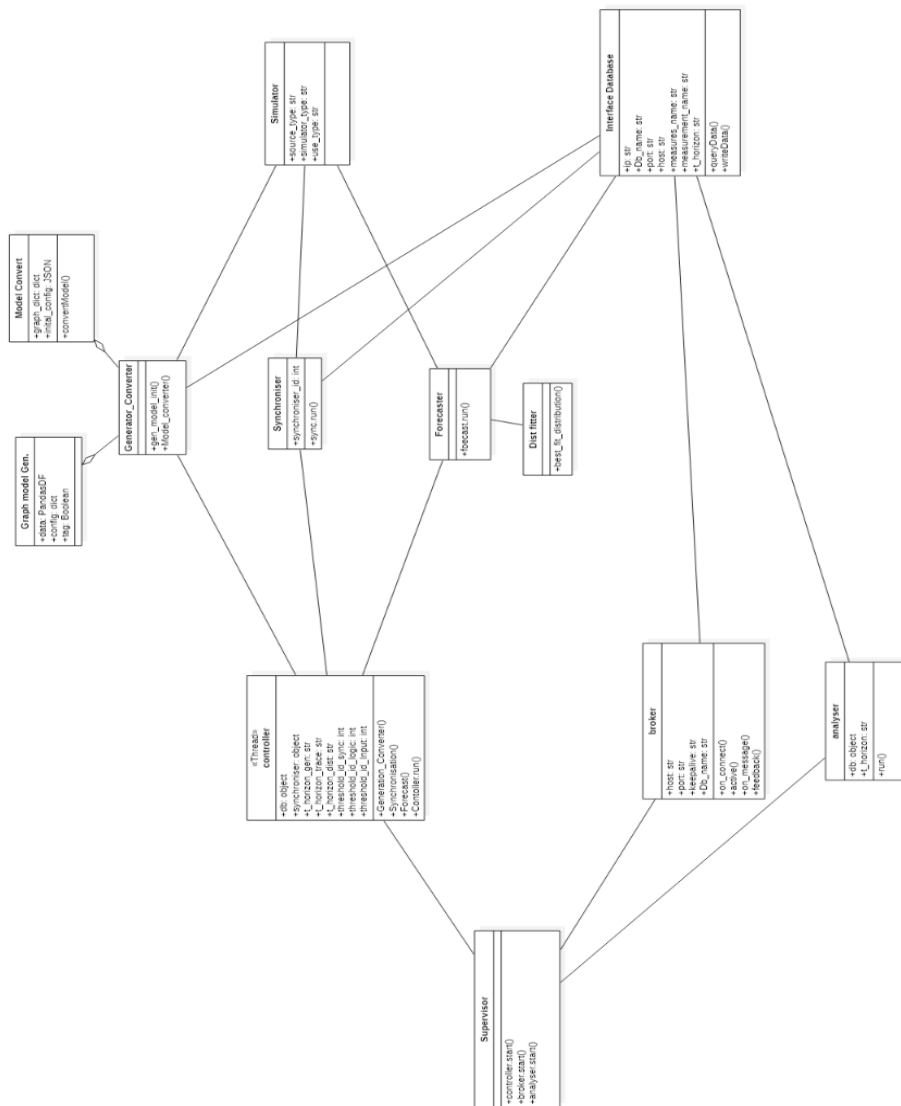 Supervisor
+controller.start()
+broker.start()
+analyser.start()
«Thread»
controller
+db: object
+synchroniser: object
+t_horizon_gen: str
+t_horizon_trace: str
+t_horizon_dist: str
+threshold_id_sync: int
+threshold_id_logic: int
+threshold_id_input: int
+Generation_Converter()
+Synchronisation()
+Forecast()
+Contoller.run()
broker
+host: str
+port: str
+keepalive: str
+Db_name: str
+on_connect()
+active()
+on_message()
+feedback()
analyser
+db: object
+t_horizon: str
+run()
Graph model Gen.
+data: PandasDF
+config: dict
+tag: Boolean
Model Convert
+graph_dict: dict
+inital_config: JSON
+convertModel()
Generator_Converter
+gen_model_init()
+Model_converter()
Synchroniser
+synchroniser_id: int
+sync.run()
Forecaster
+foecast.run()
Dist fitter
+best_fit_distribution()
Simulator
+source_type: str
+simulator_type: str
+use_type: str
Interface Database
+ip: str
+Db_name: str
+port: str
+host: str
+measures_name: str
+measurement_name: str
+t_horizon: str
+queryData()
+writeData()